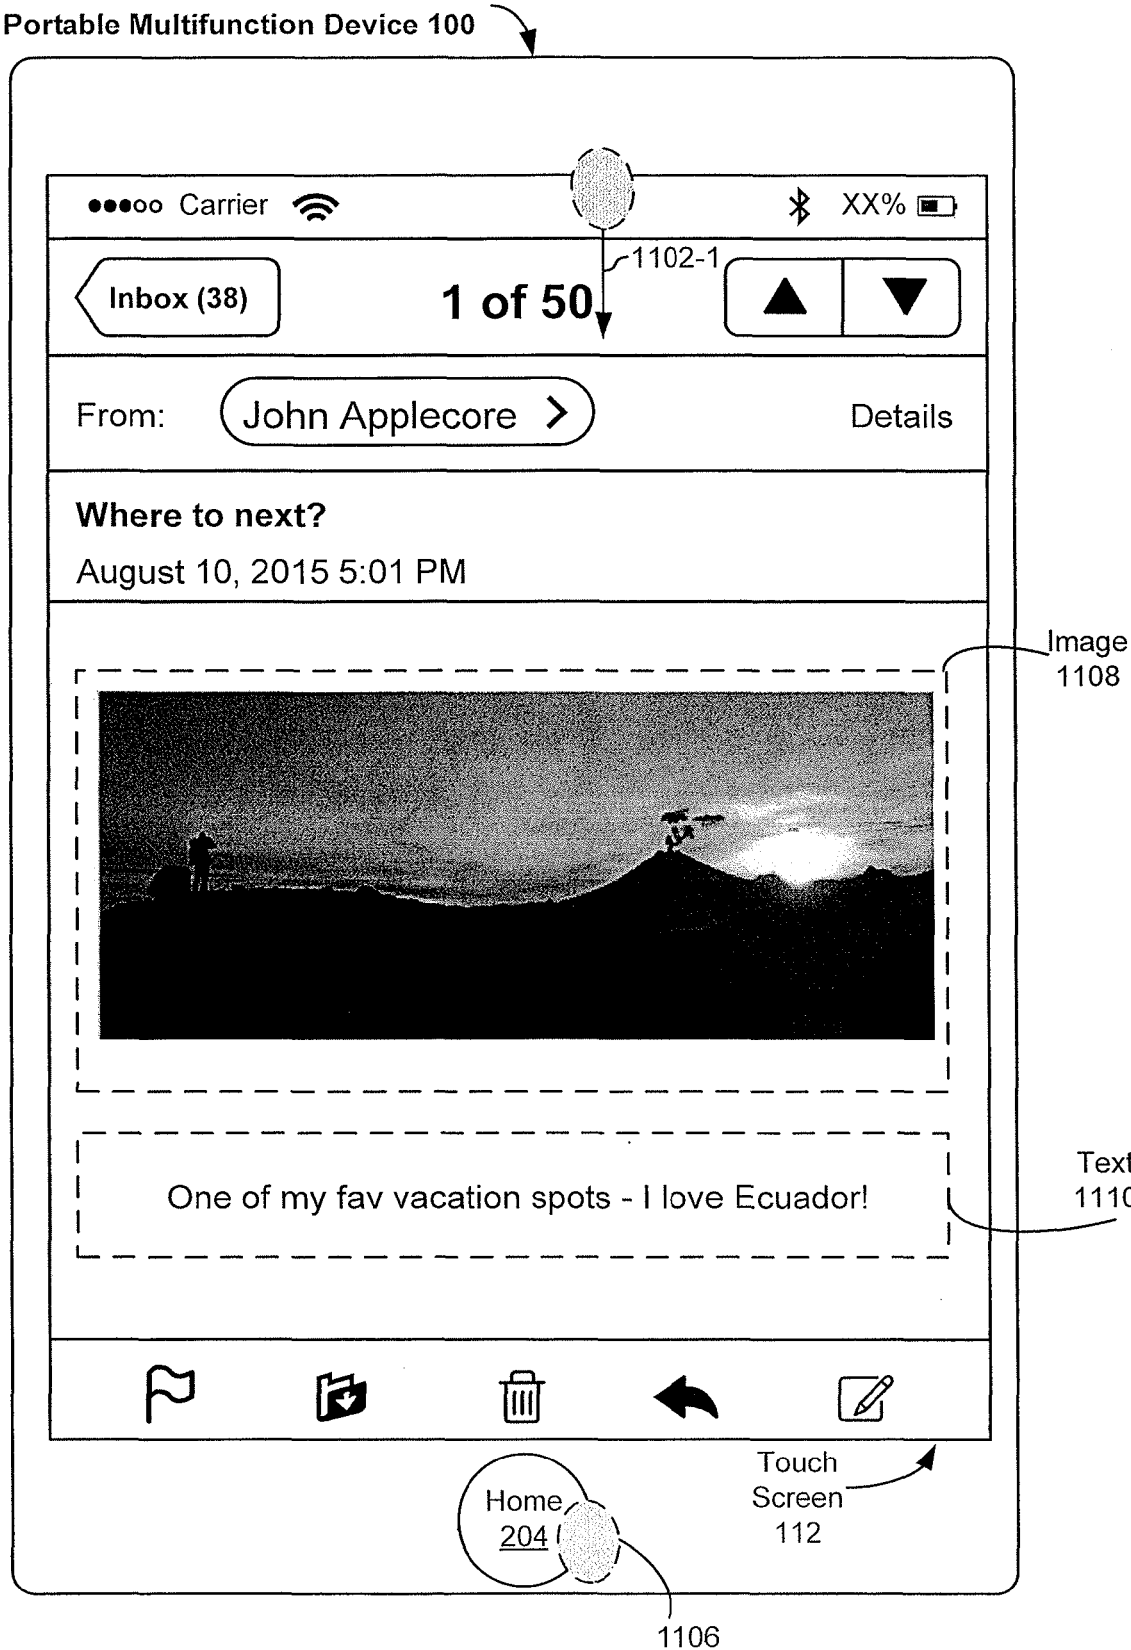 Portable Multifunction Device 100
Carrier
XX%
1102-1
Inbox (38)
1 of 50
From:
John Applecore
Details
Where to next?
August 10, 2015 5:01 PM
Image
1108
One of my fav vacation spots - I love Ecuador!
Text
1110
Touch
Screen
112
Home
204
1106